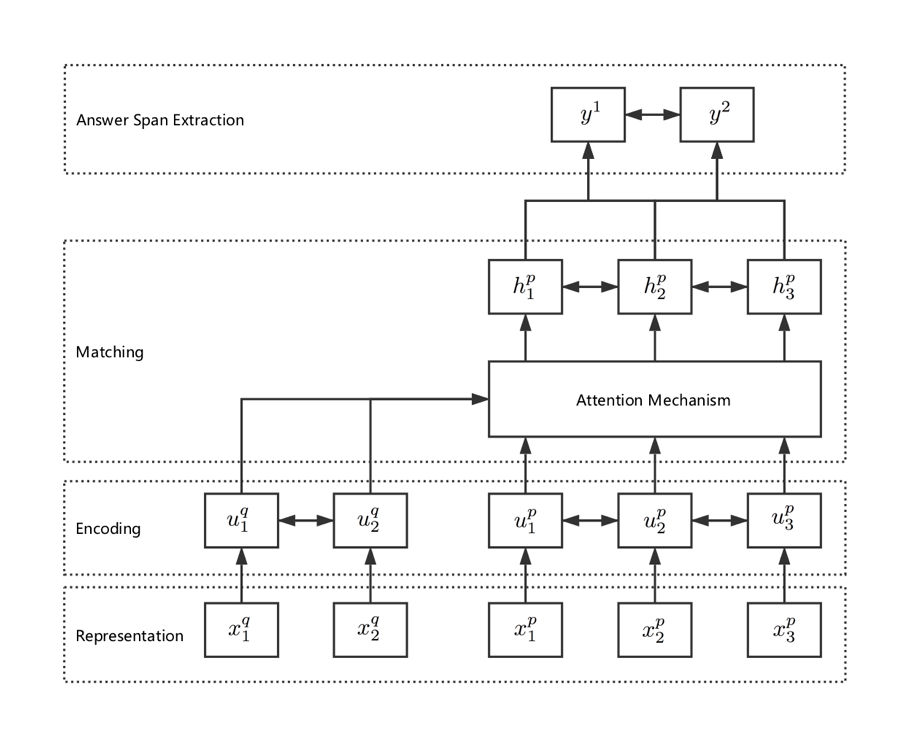 Answer Span Extraction
y^1 y^2
h_1^p h_2^p h_3^p
Matching
Attention Mechanism
Encoding
u_1^q u_2^q u_1^p u_2^p u_3^p
Representation
x_1^q x_2^q x_1^p x_2^p x_3^p